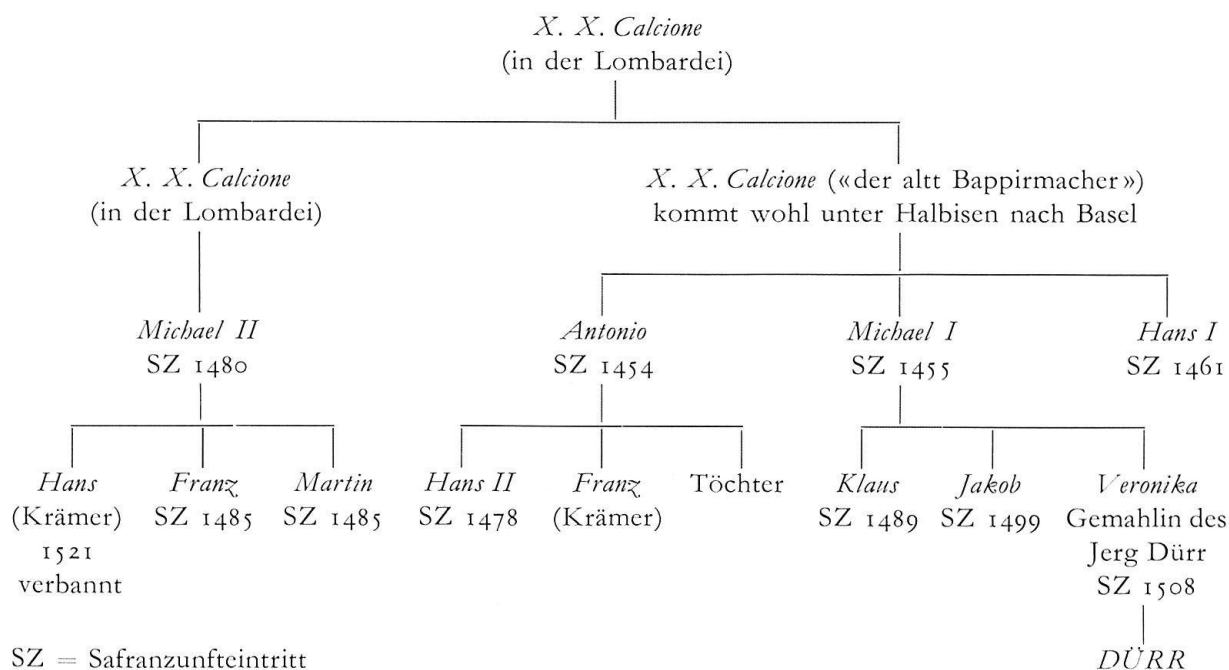 X. X. Calcione
(in der Lombardei)
X. X. Calcione
(in der Lombardei)
X. X. Calcione («der altt Bappirmacher»)
kommt wohl unter Halbisen nach Basel
Michael II
SZ 1480
Antonio
SZ 1454
Michael I
SZ 1455
Hans I
SZ 1461
Hans
(Krämer)
1521
verbannt
Franz
SZ 1485
Martin
SZ 1485
Hans II
SZ 1478
Franz
(Krämer)
Töchter
Klaus
SZ 1489
Jakob
SZ 1499
Veronika
Gemahlin des
Jerg Dürr
SZ 1508
DÜRR
SZ = Safranzunfteintritt